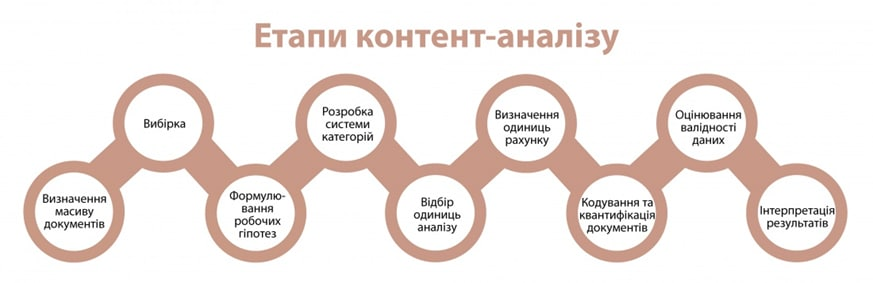 Етапи контент-аналізу
Визначення
масиву
документів
Вибірка
Формулю-
вання
робочих
гіпотез
Розробка
системи
категорій
Відбір
одиниць
аналізу
Визначення
одиниць
рахунку
Кодування та
квантифікація
документів
Оцінювання
валідності
даних
Інтерпретація
результатів